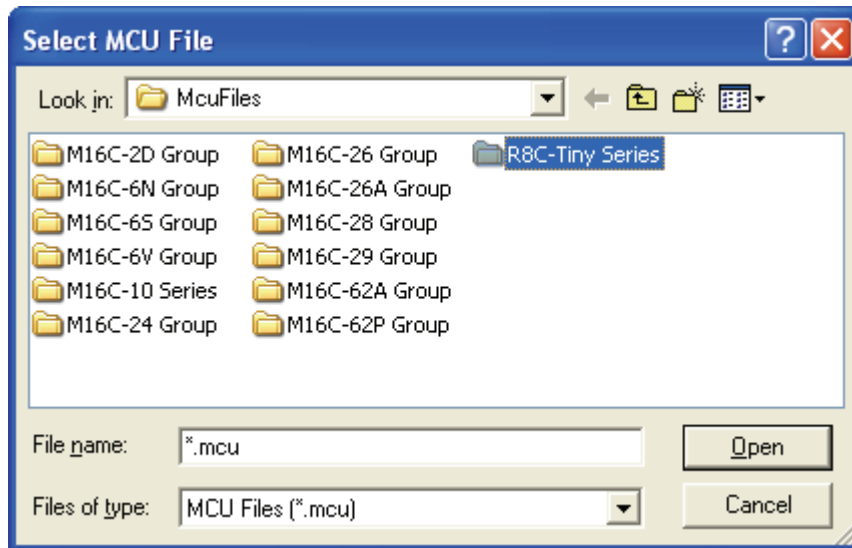 Select MCU File
Look in: McuFiles
M16C-2D Group M16C-26 Group R8C-Tiny Series
M16C-6N Group M16C-26A Group
M16C-6S Group M16C-28 Group
M16C-6V Group M16C-29 Group
M16C-10 Series M16C-62A Group
M16C-24 Group M16C-62P Group
File name: *.mcu Open
Files of type: MCU Files (*.mcu) Cancel